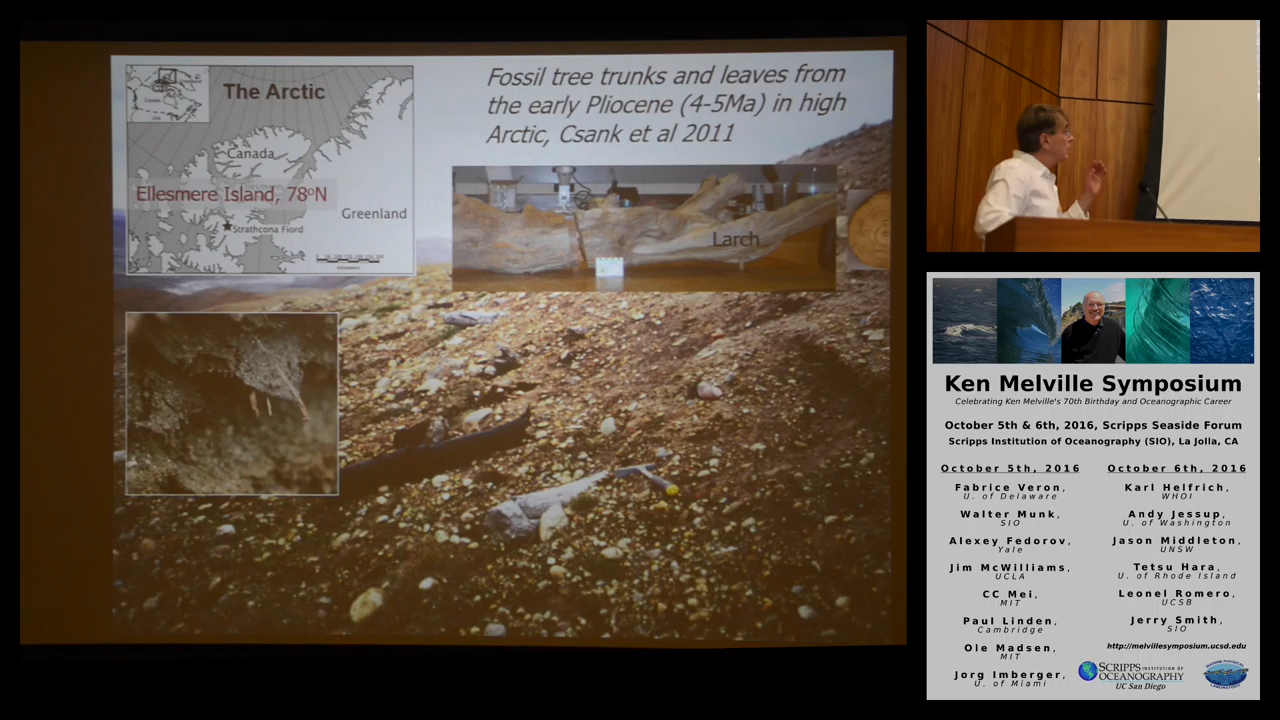 The Arctic
Canada
Canada
Ellesmere Island, 78°N
Greenland
Strathcona Fiord
Fossil tree trunks and leaves from
the early Pliocene (4-5Ma) in high
Arctic, Csank et al 2011
Larch
Ken Melville Symposium
Celebrating Ken Melville's 70th Birthday and Oceanographic Career
October 5th & 6th, 2016, Scripps Seaside Forum
Scripps Institution of Oceanography (SIO), La Jolla, CA
October 5th, 2016
Fabrice Veron,
U. of Delaware
Walter Munk,
SIO
Alexey Fedorov,
Yale
Jim McWilliams,
UCLA
CC Mei,
MIT
Paul Linden,
Cambridge
Ole Madsen,
MIT
Jorg Imberger,
U. of Miami
October 6th, 2016
Karl Helfrich,
WHOI
Andy Jessup,
U. of Washington
Jason Middleton,
UNSW
Tetsu Hara,
U. of Rhode Island
Leonel Romero,
UCSB
Jerry Smith,
SIO
http://melvillesymposium.ucsd.edu
SCRIPPS INSTITUTION OF
OCEANOGRAPHY
UC San Diego
MARINE PHYSICAL
LABORATORY